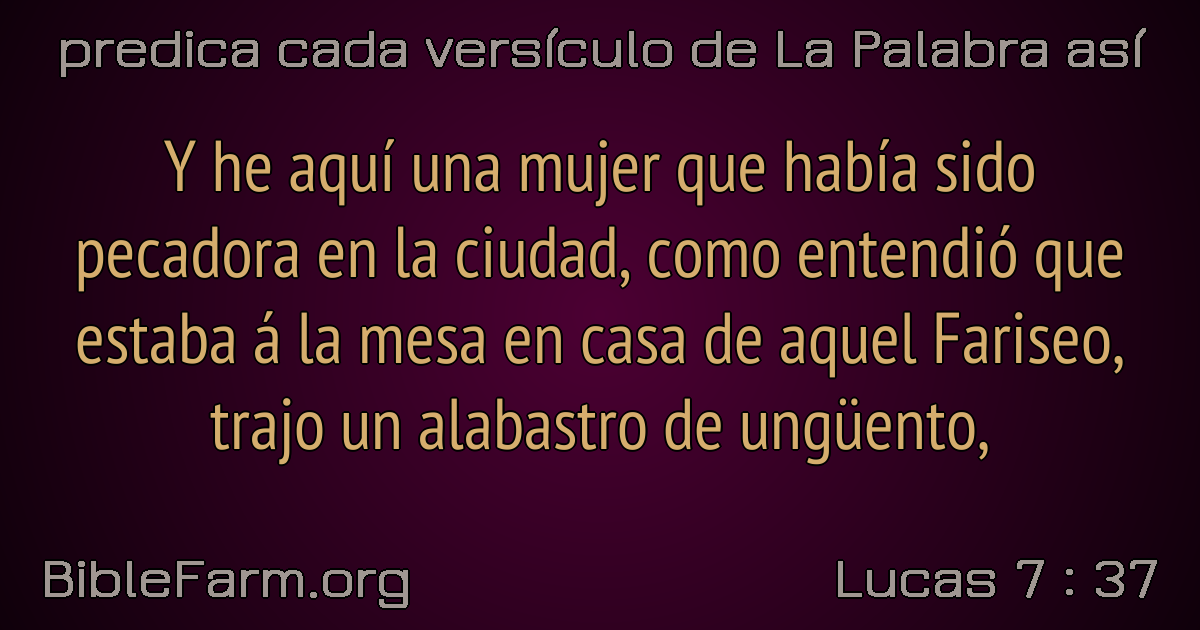 predica cada versículo de La Palabra así
Y he aquí una mujer que había sido
pecadora en la ciudad, como entendió que
estaba á la mesa en casa de aquel Fariseo,
trajo un alabastro de ungüento,
BibleFarm.org
Lucas 7 : 37